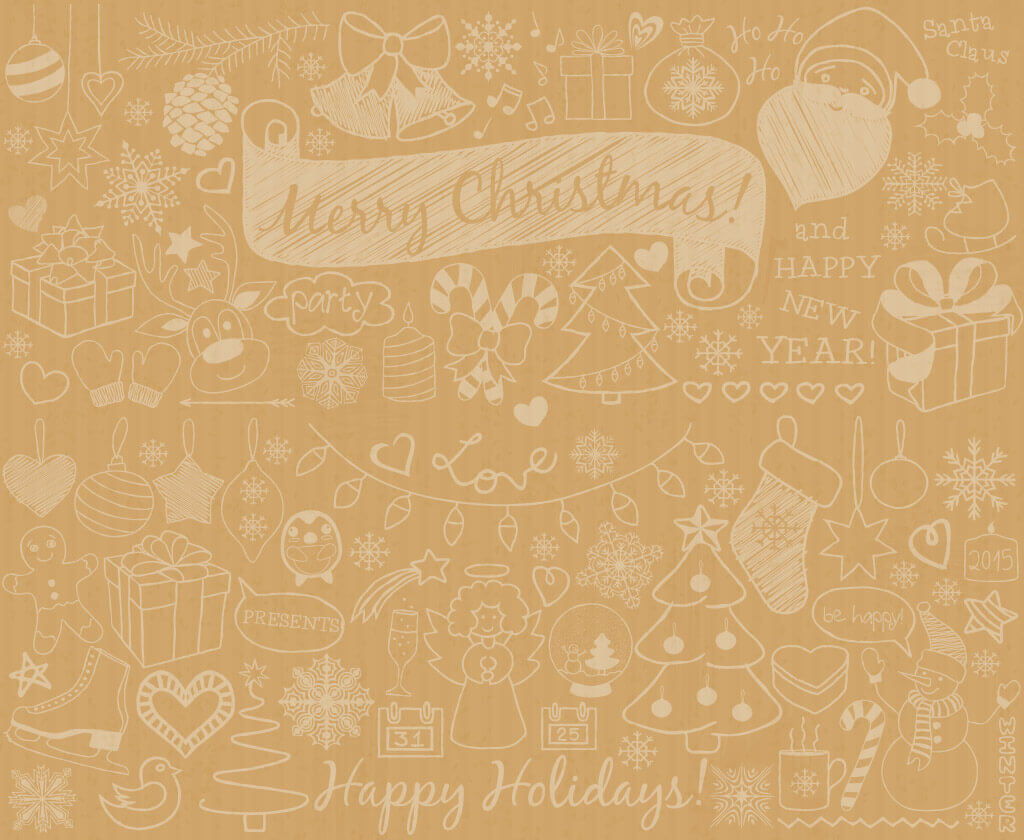 Ho Ho
Ho
Santa
Claus
Merry Christmas!
and
HAPPY
NEW
YEAR!
party
Love
2015
PRESENTS
be happy!
31
25
WINTER
Happy Holidays!